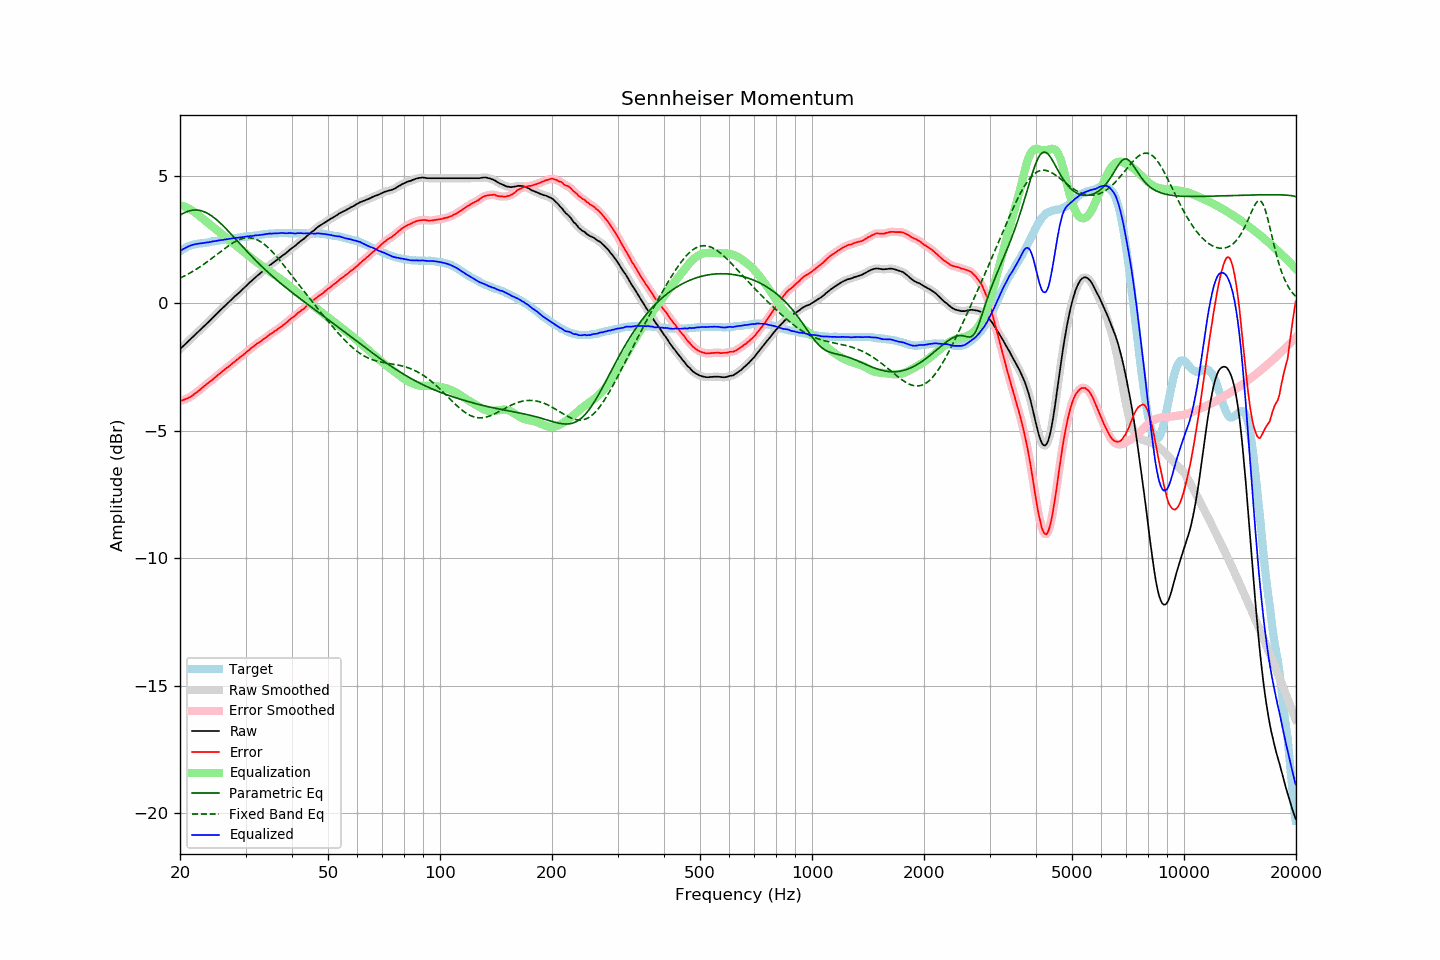 Sennheiser Momentum
Amplitude (dBr)
5
0
−5
−10
−15
−20
Target
Raw Smoothed
Error Smoothed
Raw
Error
Equalization
Parametric Eq
Fixed Band Eq
Equalized
20 50 100 200 500 1000 2000 5000 10000 20000
Frequency (Hz)